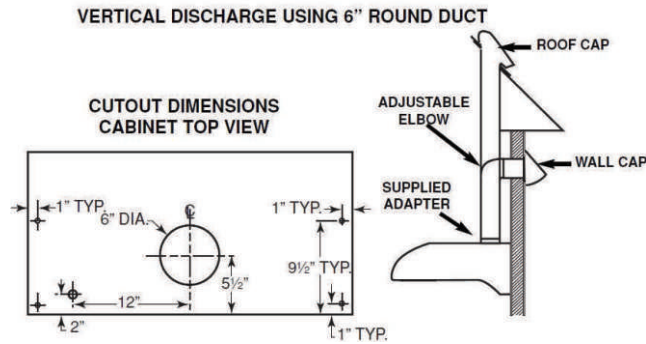 VERTICAL DISCHARGE USING 6” ROUND DUCT
ROOF CAP
CUTOUT DIMENSIONS
CABINET TOP VIEW
ADJUSTABLE
ELBOW
WALL CAP
1” TYP.
6” DIA.
℄
1” TYP.
SUPPLIED
ADAPTER
9½” TYP.
5½”
12”
2”
1” TYP.